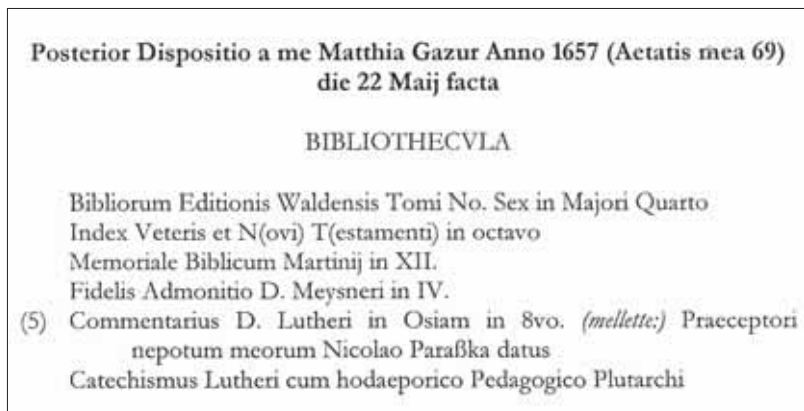 Posterior Dispositio a me Matthia Gazur Anno 1657 (Aetatis mea 69)
die 22 Maij facta
BIBLIOTHECVLA
Bibliorum Editionis Waldensis Tomi No. Sex in Majori Quarto
Index Veteris et N(ovi) T(estamenti) in octavo
Memoriale Biblicum Martinij in XII.
Fidelis Admonitio D. Meysneri in IV.
(5) Commentarius D. Lutheri in Osiam in 8vo. (mellette:) Praeceptori
nepotum meorum Nicolao Paraßka datus
Catechismus Lutheri cum hodaeporico Pedagogico Plutarchi